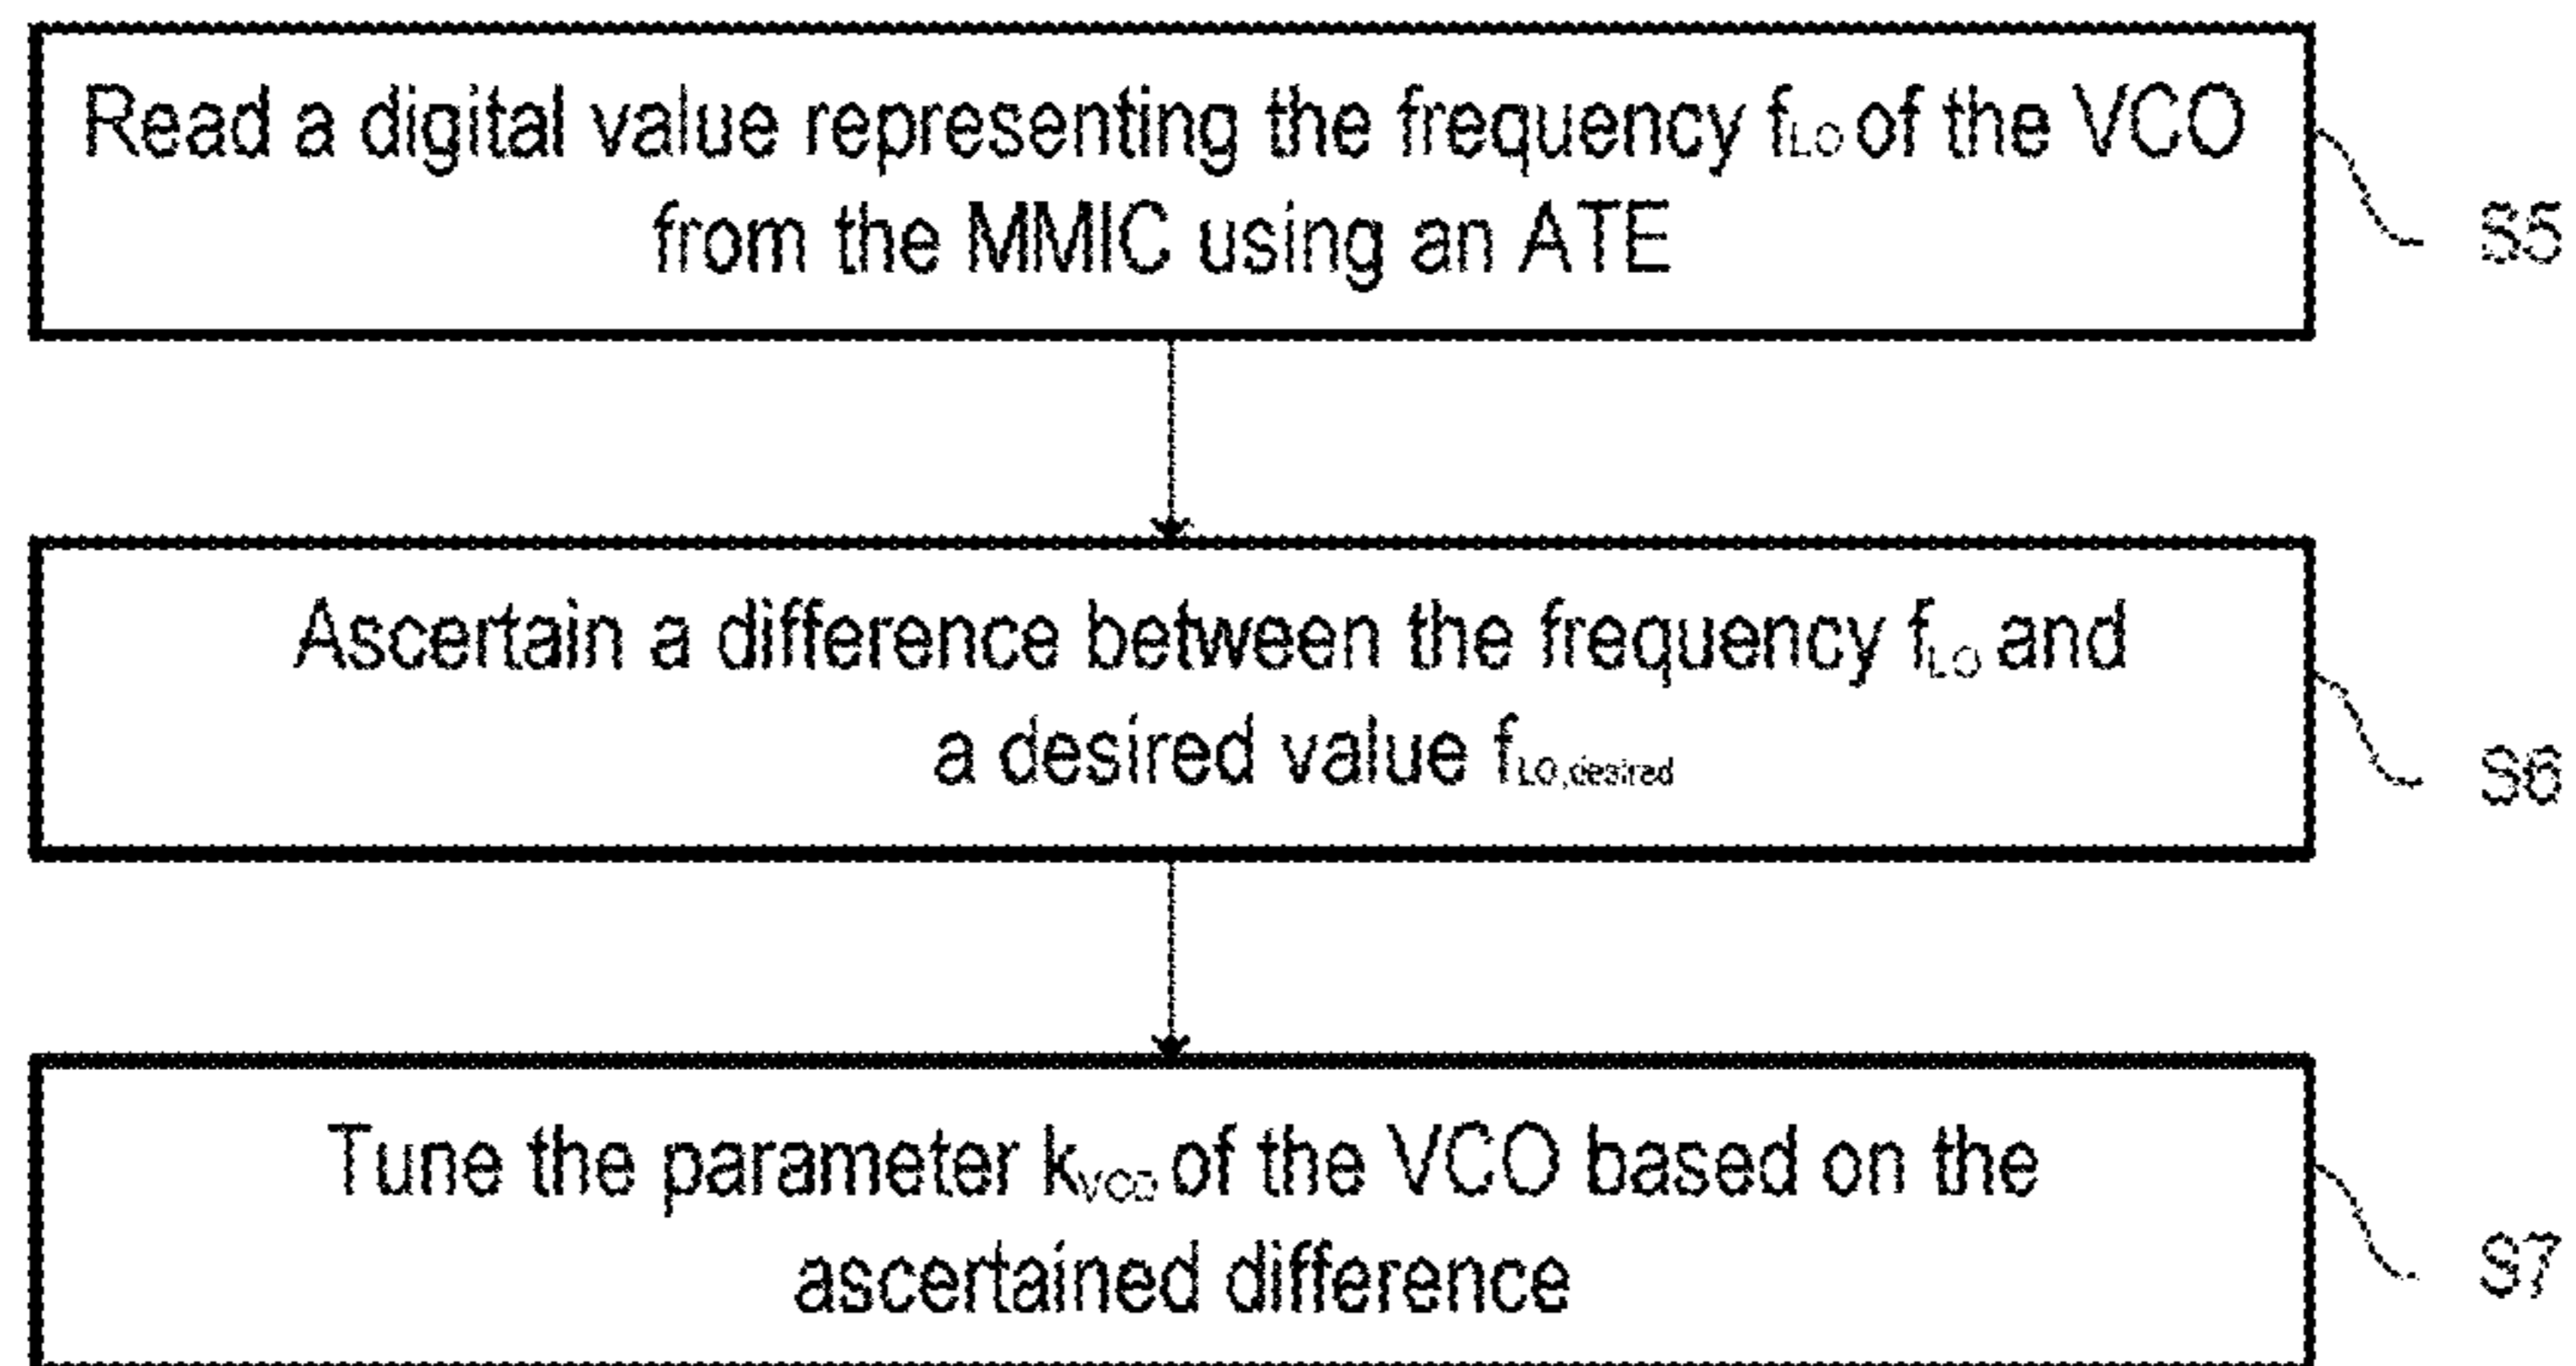 Read a digital value representing the frequency fLO of the VCO
from the MMIC using an ATE
S5
Ascertain a difference between the frequency fLO and
a desired value fLO,desired
S6
Tune the parameter kVCO of the VCO based on the
ascertained difference
S7